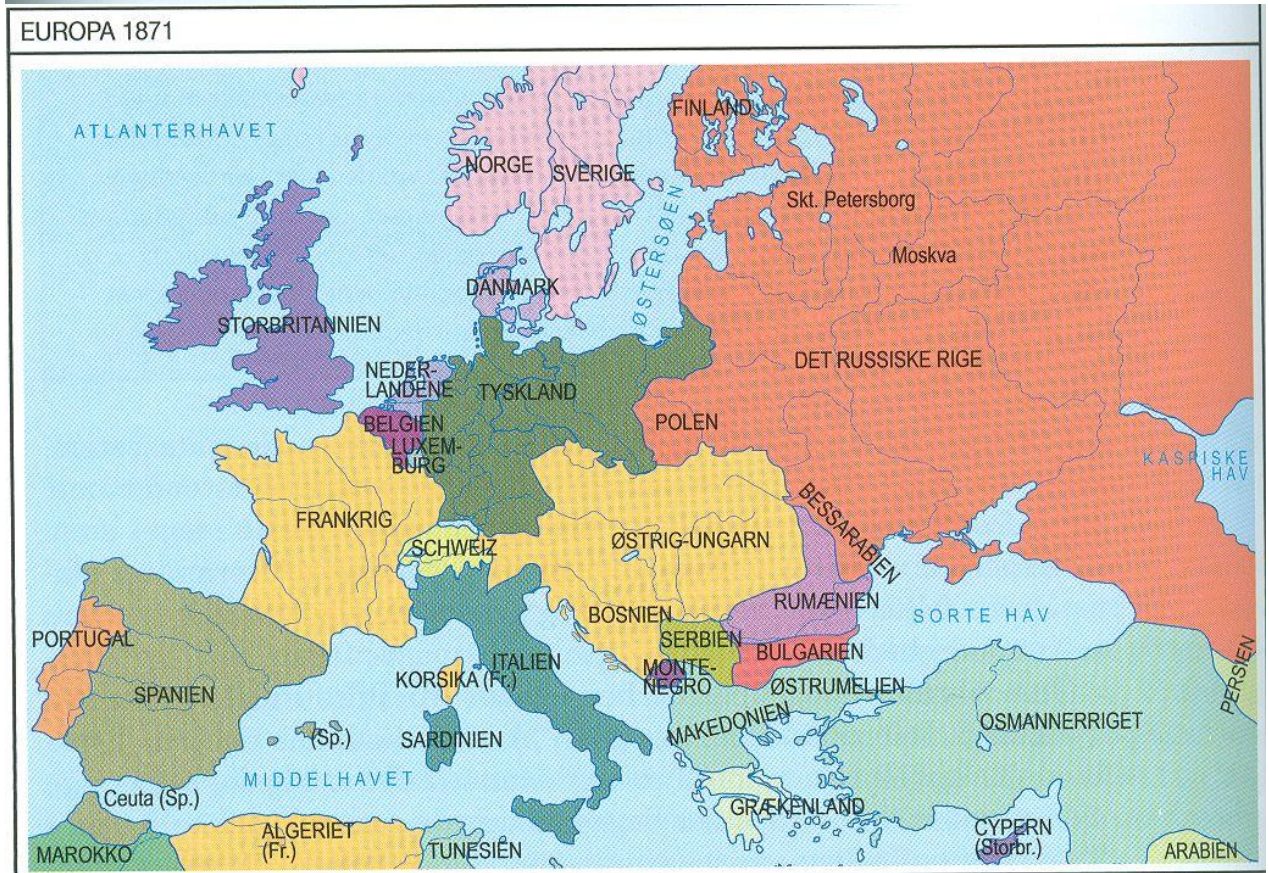 EUROPA 1871
ATLANTERHAVET
NORGE
SVERIGE
FINLAND
Skt. Petersborg
Moskva
ØSTERSØEN
DANMARK
STORBRITANNIEN
NEDER-
LANDENE
TYSKLAND
DET RUSSISKE RIGE
BELGIEN
LUXEM-
BURG
POLEN
KASPISKE
HAV
FRANKRIG
SCHWEIZ
ØSTRIG-UNGARN
BESSARABIEN
BOSNIEN
RUMÆNIEN
SORTE HAV
PORTUGAL
SPANIEN
KORSIKA (Fr.)
ITALIEN
SERBIEN
BULGARIEN
MONTE-
NEGRO
ØSTRUMELIEN
PERSIEN
(Sp.)
SARDINIEN
MAKEDONIEN
OSMANNERRIGET
MIDDELHAVET
Ceuta (Sp.)
GRÆKENLAND
MAROKKO
ALGERIET
(Fr.)
TUNESIEN
CYPERN
(Storbr.)
ARABIEN